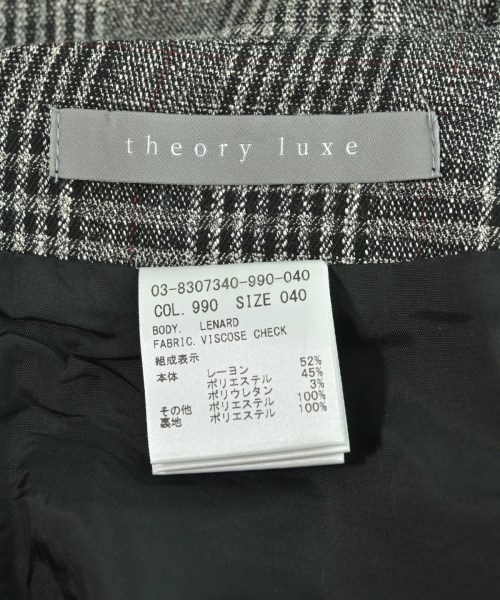 theory luxe
03-8307340-990-040
COL. 990 SIZE 040
BODY. LENARD
FABRIC. VISCOSE CHECK
組成表示
本体 レーヨン 52%
ポリエステル 45%
ポリウレタン 3%
その他 ポリエステル 100%
裏地 ポリエステル 100%